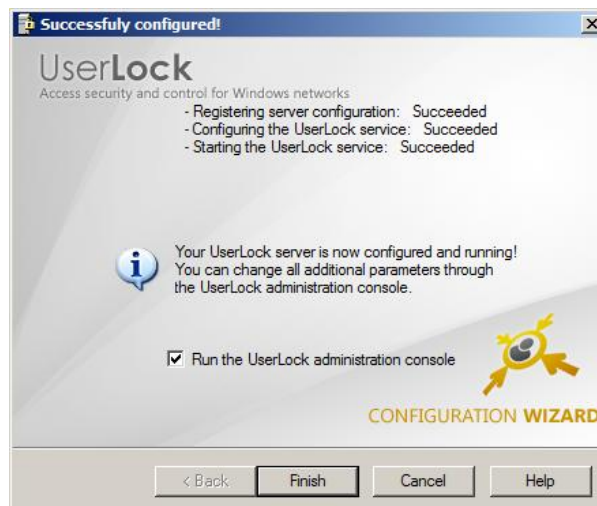 Successfuly configured!
UserLock
Access security and control for Windows networks
- Registering server configuration: Succeeded
- Configuring the UserLock service: Succeeded
- Starting the UserLock service: Succeeded
Your UserLock server is now configured and running!
You can change all additional parameters through
the UserLock administration console.
Run the UserLock administration console
CONFIGURATION WIZARD
< Back
Finish
Cancel
Help